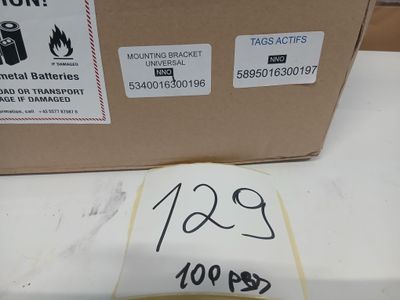 ION!
IF DAMAGED
metal Batteries
OAD OR TRANSPORT
AGE IF DAMAGED
MOUNTING BRACKET
UNIVERSAL
NNO
5340016300196
TAGS ACTIFS
NNO
5895016300197
129